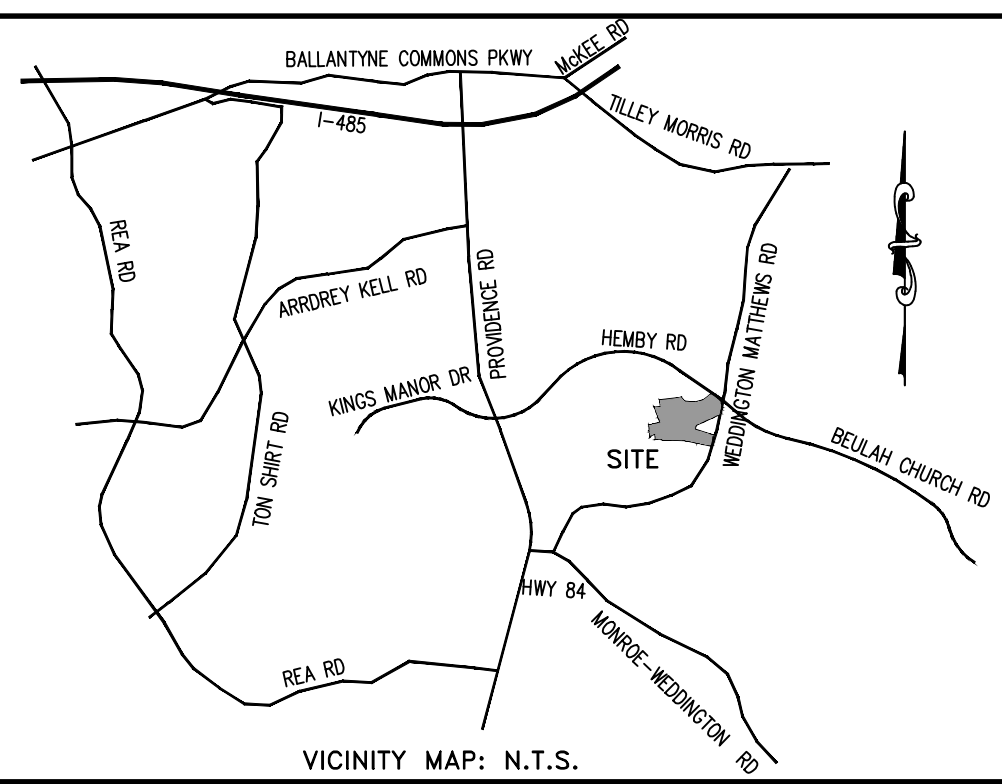 McKEE RD
BALLANTYNE COMMONS PKWY
I-485
TILLEY MORRIS RD
REA RD
ARRDREY KELL RD
PROVIDENCE RD
WEDDINGTON MATTHEWS RD
HEMBY RD
KINGS MANOR DR
TON SHIRT RD
SITE
BEULAH CHURCH RD
HWY 84
MONROE-WEDDINGTON RD
REA RD
VICINITY MAP: N.T.S.